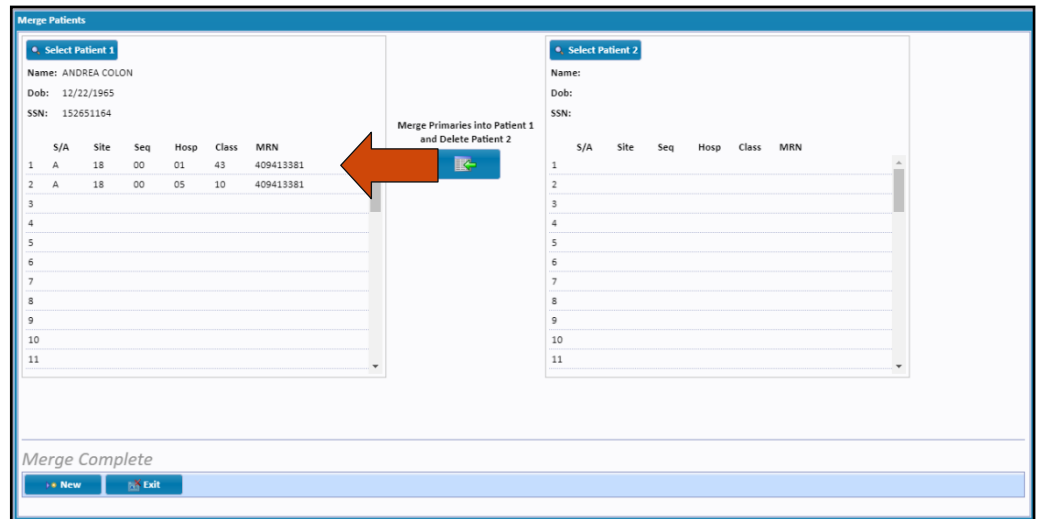 Merge Patients
Select Patient 1
Name: ANDREA COLON
Dob: 12/22/1965
SSN: 152651164
S/A Site Seq Hosp Class MRN
1 A 18 00 01 43 409413381
2 A 18 00 05 10 409413381
3
4
5
6
7
8
9
10
11
Merge Primaries into Patient 1
and Delete Patient 2
Select Patient 2
Name:
Dob:
SSN:
S/A Site Seq Hosp Class MRN
1
2
3
4
5
6
7
8
9
10
11
Merge Complete
New Exit